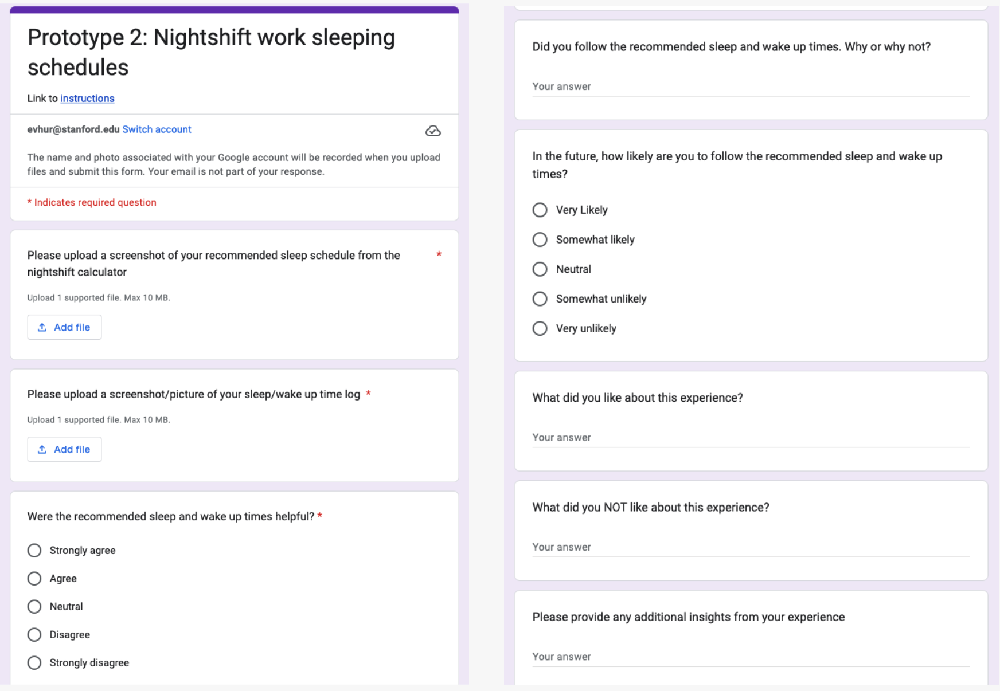 Prototype 2: Nightshift work sleeping
schedules
Link to instructions
evhur@stanford.edu Switch account
The name and photo associated with your Google account will be recorded when you upload
files and submit this form. Your email is not part of your response.
* Indicates required question
Please upload a screenshot of your recommended sleep schedule from the *
nightshift calculator
Upload 1 supported file. Max 10 MB.
Add file
Please upload a screenshot/picture of your sleep/wake up time log *
Upload 1 supported file. Max 10 MB.
Add file
Were the recommended sleep and wake up times helpful? *
Strongly agree
Agree
Neutral
Disagree
Strongly disagree
Did you follow the recommended sleep and wake up times. Why or why not?
Your answer
In the future, how likely are you to follow the recommended sleep and wake up
times?
Very Likely
Somewhat likely
Neutral
Somewhat unlikely
Very unlikely
What did you like about this experience?
Your answer
What did you NOT like about this experience?
Your answer
Please provide any additional insights from your experience
Your answer